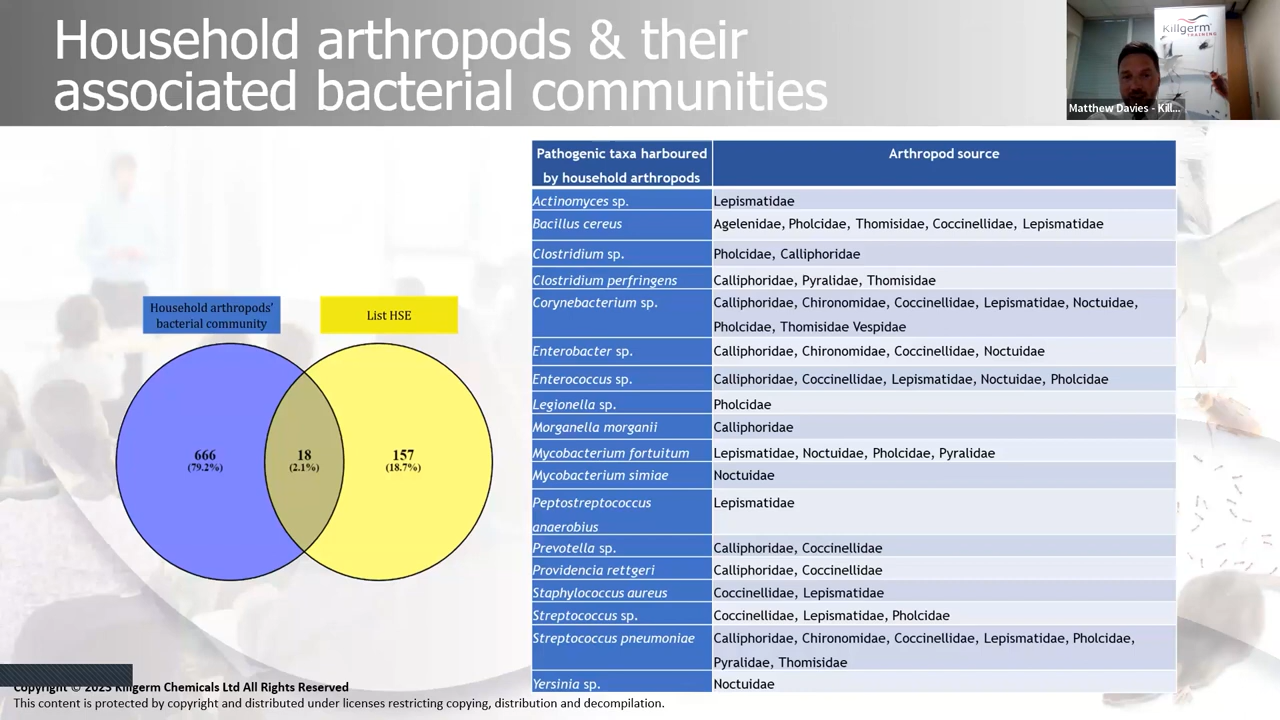 Household arthropods & their
associated bacterial communities
Killgerm
TRAINING
Matthew Davies - Kill...
Household arthropods'
bacterial community
List HSE
666
(79.2%)
18
(2.1%)
157
(18.7%)
Pathogenic taxa harboured
by household arthropods
Arthropod source
Actinomyces sp.
Lepismatidae
Bacillus cereus
Agelenidae, Pholcidae, Thomisidae, Coccinellidae, Lepismatidae
Clostridium sp.
Pholcidae, Calliphoridae
Clostridium perfringens
Calliphoridae, Pyralidae, Thomisidae
Corynebacterium sp.
Calliphoridae, Chironomidae, Coccinellidae, Lepismatidae, Noctuidae,
Pholcidae, Thomisidae Vespidae
Enterobacter sp.
Calliphoridae, Chironomidae, Coccinellidae, Noctuidae
Enterococcus sp.
Calliphoridae, Coccinellidae, Lepismatidae, Noctuidae, Pholcidae
Legionella sp.
Pholcidae
Morganella morganii
Calliphoridae
Mycobacterium fortuitum
Lepismatidae, Noctuidae, Pholcidae, Pyralidae
Mycobacterium simiae
Noctuidae
Peptostreptococcus
anaerobius
Lepismatidae
Prevotella sp.
Calliphoridae, Coccinellidae
Providencia rettgeri
Calliphoridae, Coccinellidae
Staphylococcus aureus
Coccinellidae, Lepismatidae
Streptococcus sp.
Coccinellidae, Lepismatidae, Pholcidae
Streptococcus pneumoniae
Calliphoridae, Chironomidae, Coccinellidae, Lepismatidae, Pholcidae,
Pyralidae, Thomisidae
Yersinia sp.
Noctuidae
Copyright © 2023 Killgerm Chemicals Ltd All Rights Reserved
This content is protected by copyright and distributed under licenses restricting copying, distribution and decompilation.